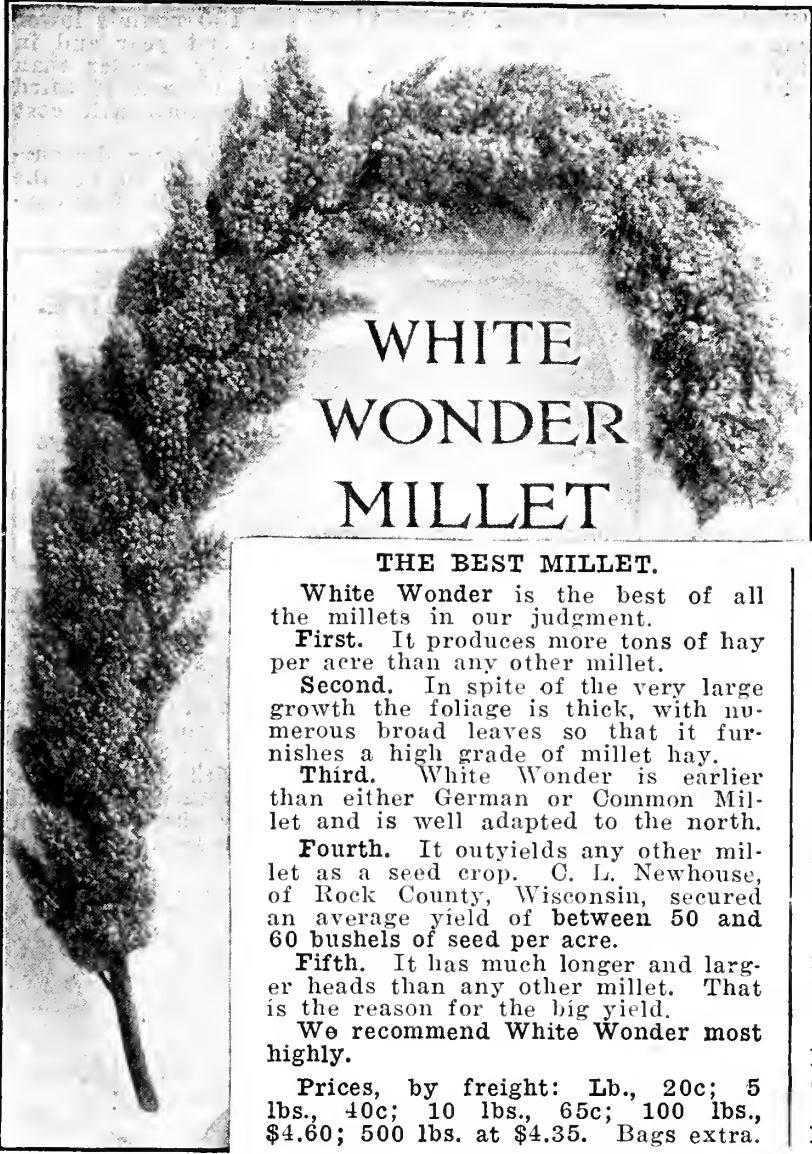 WHITE
WONDER
MILLET
THE BEST MILLET.
White Wonder is the best of all
the millets in our judgment.
First. It produces more tons of hay
per acre than any other millet.
Second. In spite of the very large
growth the foliage is thick, with nu-
merous broad leaves so that it fur-
nishes a high grade of millet hay.
Third. White Wonder is earlier
than either German or Common Mil-
let and is well adapted to the north.
Fourth. It outyields any other mil-
let as a seed crop. C. L. Newhouse,
of Rock County, Wisconsin, secured
an average yield of between 50 and
60 bushels of seed per acre.
Fifth. It has much longer and larg-
er heads than any other millet. That
is the reason for the big yield.
We recommend White Wonder most
highly.
Prices, by freight: Lb., 20c; 5
lbs., 40c; 10 lbs., 65c; 100 lbs.,
$4.60; 500 lbs. at $4.35. Bags extra.